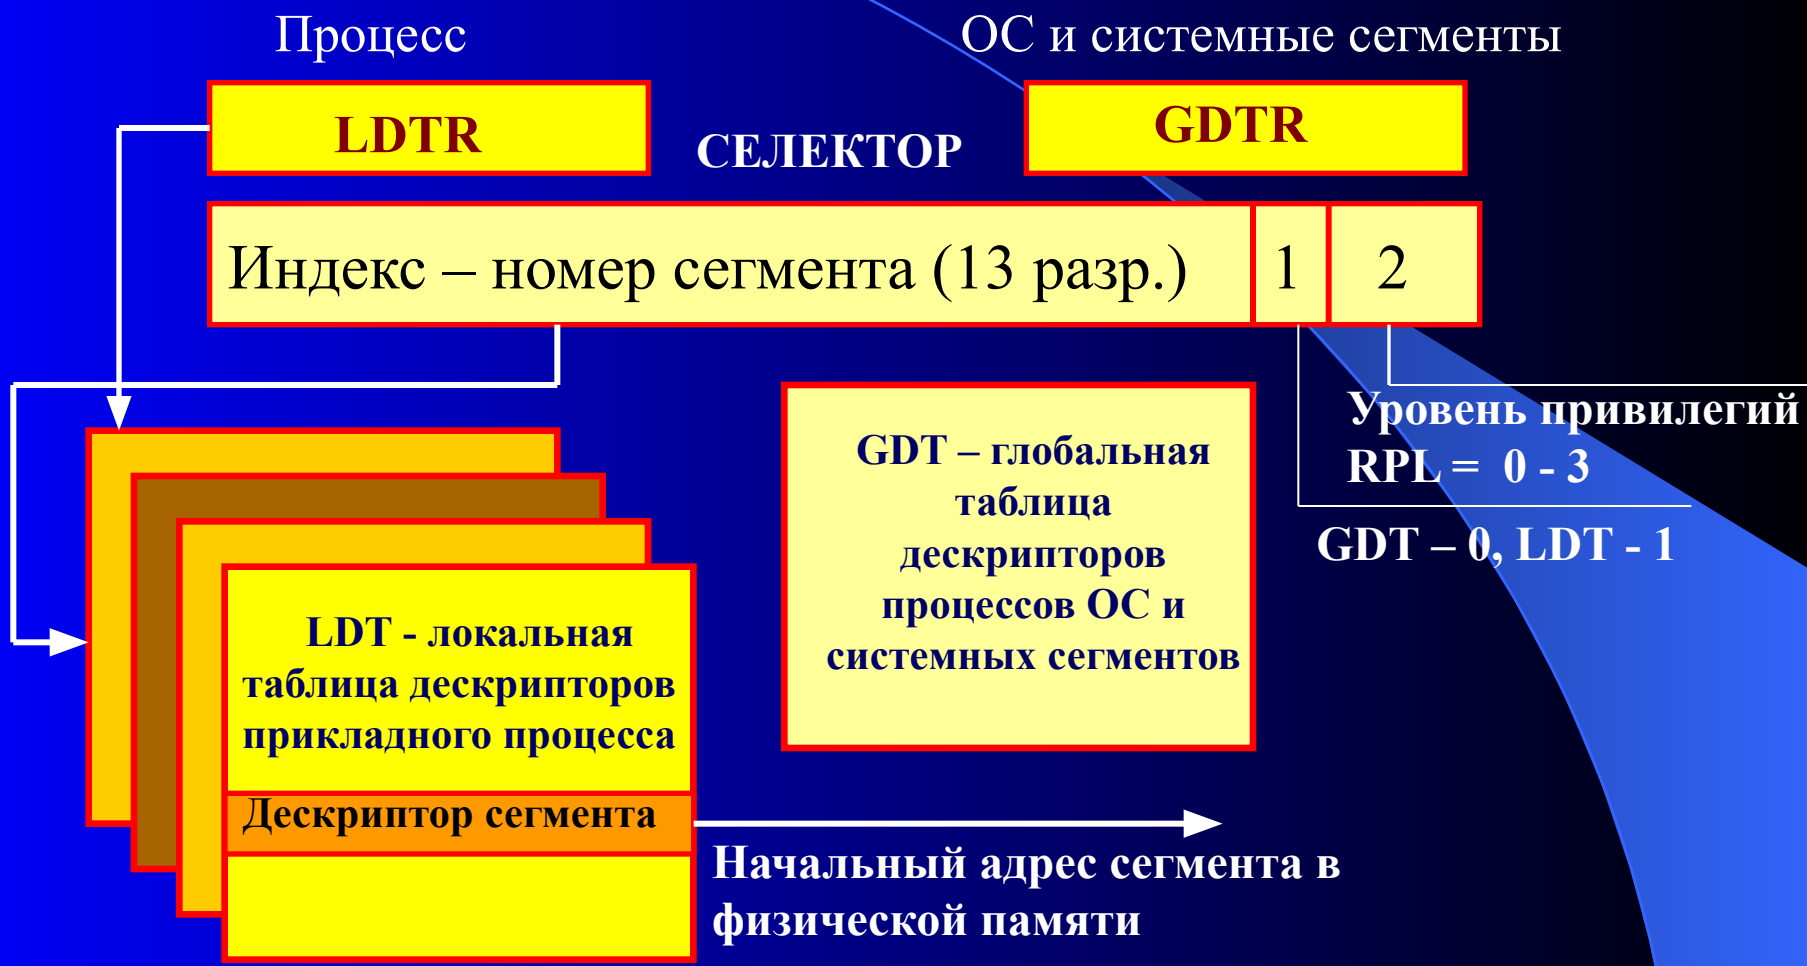 Процесс
ОС и системные сегменты
LDTR
СЕЛЕКТОР
GDTR
Индекс – номер сегмента (13 разр.)
1
2
Уровень привилегий
RPL = 0 - 3
GDT – 0, LDT - 1
GDT – глобальная
таблица
дескрипторов
процессов ОС и
системных сегментов
LDT - локальная
таблица дескрипторов
прикладного процесса
Дескриптор сегмента
Начальный адрес сегмента в
физической памяти